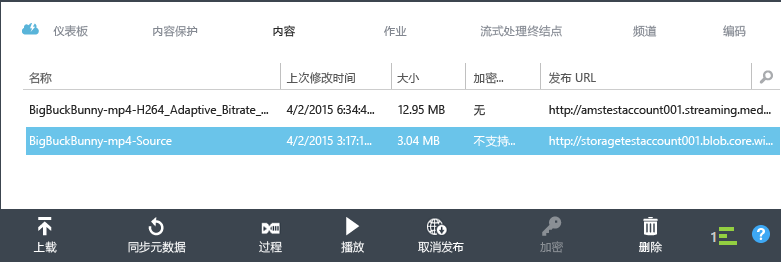 仪表板 内容保护 内容 作业 流式处理终结点 频道 编码
名称 上次修改时间 大小 加密... 发布 URL
BigBuckBunny-mp4-H264_Adaptive_Bitrate_... 4/2/2015 6:34:4... 12.95 MB 无 http://amstestaccount001.streaming.med...
BigBuckBunny-mp4-Source 4/2/2015 3:17:1... 3.04 MB 不支持... http://storagetestaccount001.blob.core.wi...
上载 同步元数据 过程 播放 取消发布 加密 删除 1 ?